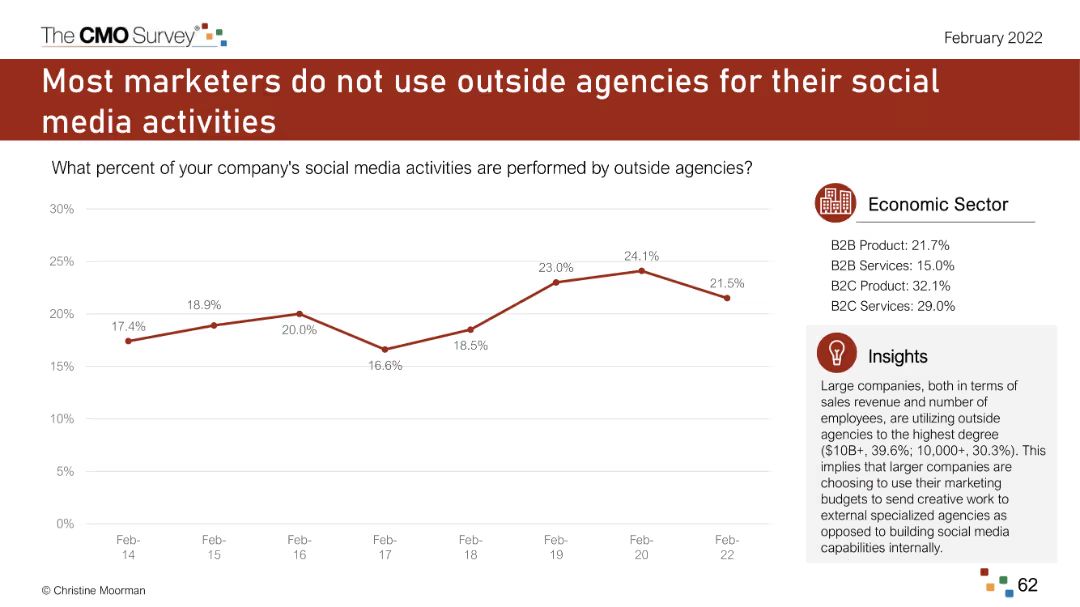 The CMO Survey®
February 2022
Most marketers do not use outside agencies for their social
media activities
What percent of your company's social media activities are performed by outside agencies?
30%
25%
20%
15%
10%
5%
0%
17.4%
18.9%
20.0%
16.6%
18.5%
23.0%
24.1%
21.5%
Feb-
14
Feb-
15
Feb-
16
Feb-
17
Feb-
18
Feb-
19
Feb-
20
Feb-
22
Economic Sector
B2B Product: 21.7%
B2B Services: 15.0%
B2C Product: 32.1%
B2C Services: 29.0%
Insights
Large companies, both in terms of
sales revenue and number of
employees, are utilizing outside
agencies to the highest degree
($10B+, 39.6%; 10,000+, 30.3%). This
implies that larger companies are
choosing to use their marketing
budgets to send creative work to
external specialized agencies as
opposed to building social media
capabilities internally.
© Christine Moorman
62